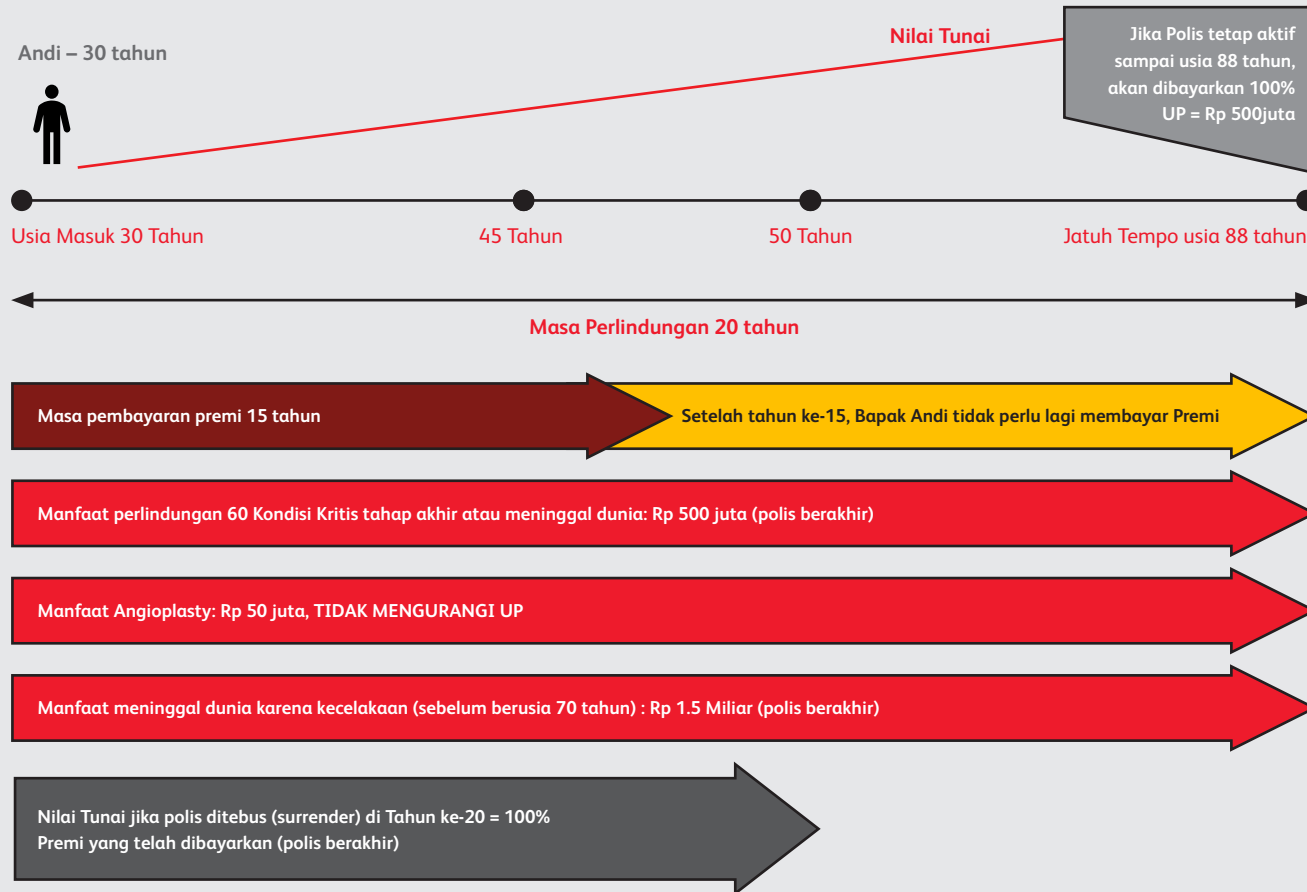 Andi – 30 tahun
Nilai Tunai
Jika Polis tetap aktif
sampai usia 88 tahun,
akan dibayarkan 100%
UP = Rp 500juta
Usia Masuk 30 Tahun
45 Tahun
50 Tahun
Jatuh Tempo usia 88 tahun
Masa Perlindungan 20 tahun
Masa pembayaran premi 15 tahun
Setelah tahun ke-15, Bapak Andi tidak perlu lagi membayar Premi
Manfaat perlindungan 60 Kondisi Kritis tahap akhir atau meninggal dunia: Rp 500 juta (polis berakhir)
Manfaat Angioplasty: Rp 50 juta, TIDAK MENGURANGI UP
Manfaat meninggal dunia karena kecelakaan (sebelum berusia 70 tahun) : Rp 1.5 Miliar (polis berakhir)
Nilai Tunai jika polis ditebus (surrender) di Tahun ke-20 = 100%
Premi yang telah dibayarkan (polis berakhir)